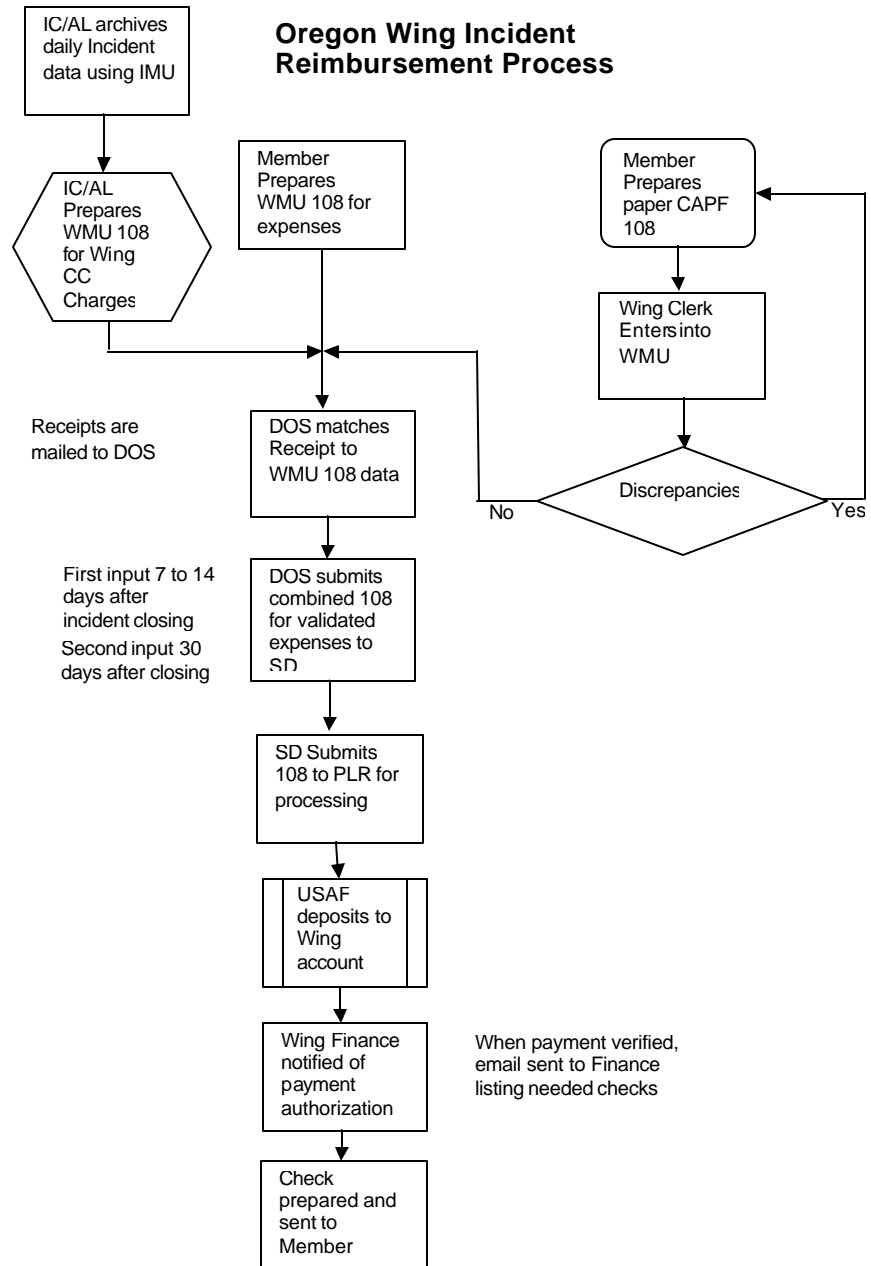 Oregon Wing Incident
Reimbursement Process
IC/AL archives
daily Incident
data using IMU
IC/AL
Prepares
WMU 108
for Wing
CC
Charges
Member
Prepares
WMU 108 for
expenses
Member
Prepares
paper CAPF
108
Wing Clerk
Entersinto
WMU
Discrepancies
No
Yes
Receipts are
mailed to DOS
DOS matches
Receipt to
WMU 108 data
First input 7 to 14
days after
incident closing
Second input 30
days after closing
DOS submits
combined 108
for validated
expenses to
SD
SD Submits
108 to PLR for
processing
USAF
deposits to
Wing
account
Wing Finance
notified of
payment
authorization
When payment verified,
email sent to Finance
listing needed checks
Check
prepared and
sent to
Member